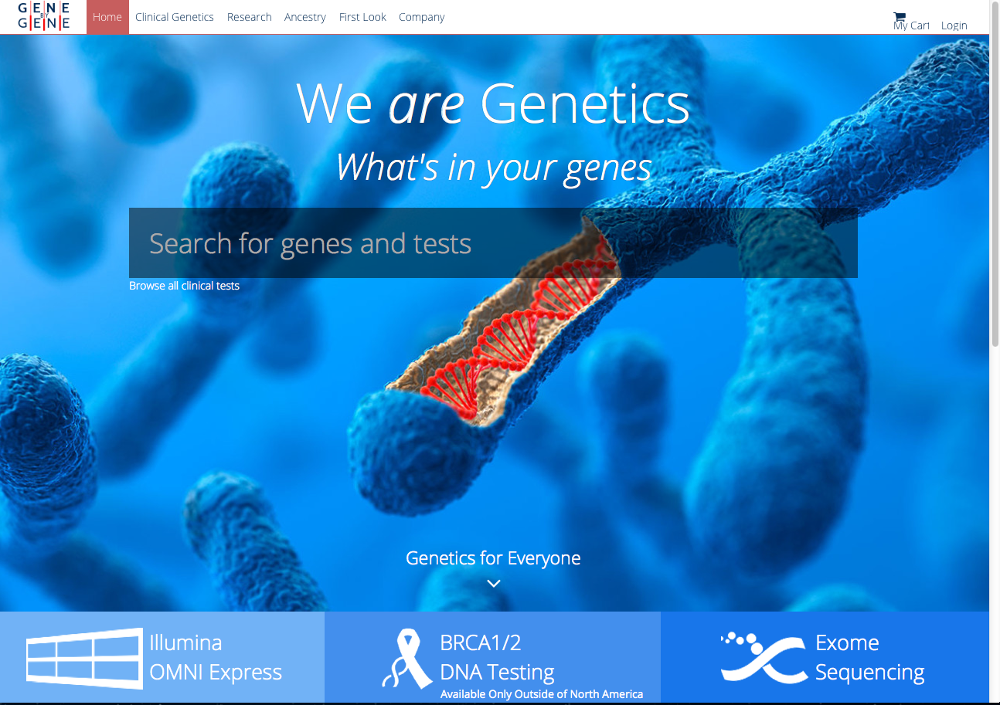 GENE
BY
GENE
Home
Clinical Genetics
Research
Ancestry
First Look
Company
My Cart
Login
We are Genetics
What's in your genes
Search for genes and tests
Browse all clinical tests
Genetics for Everyone
Illumina
OMNI Express
BRCA1/2
DNA Testing
Available Only Outside of North America
Exome
Sequencing